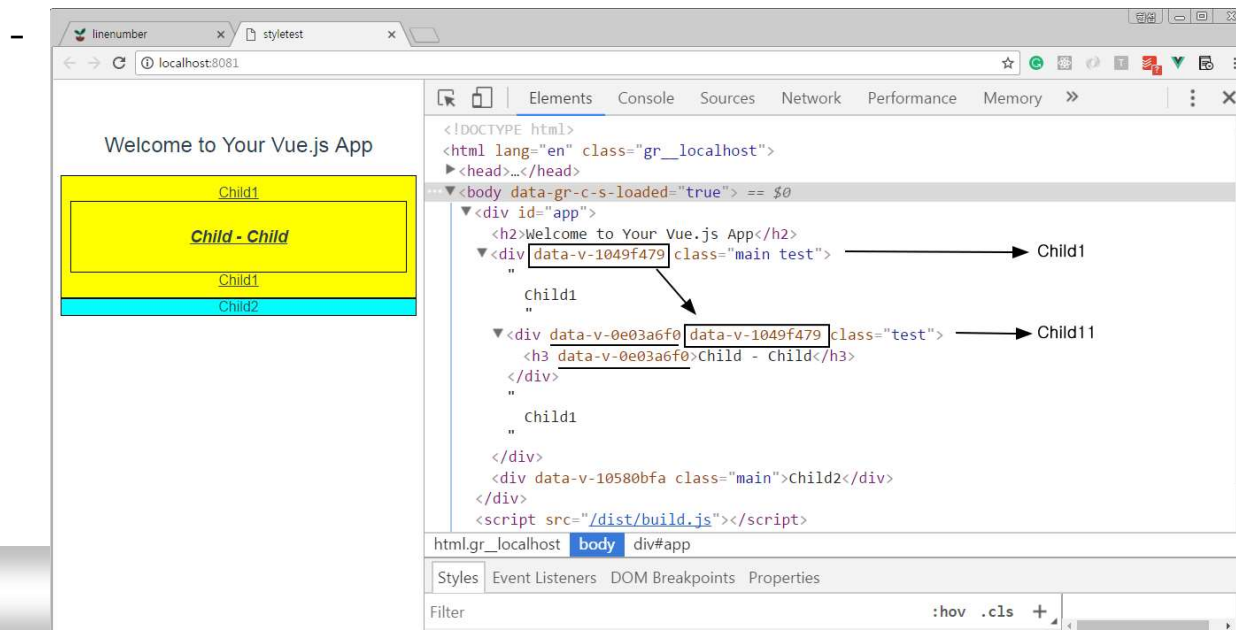 -
linenumber × styletest ×
localhost:8081
Elements Console Sources Network Performance Memory »
Welcome to Your Vue.js App
Child1
Child - Child
Child1
Child2
<!DOCTYPE html>
<html lang="en" class="gr__localhost">
▶<head>…</head>
···▼<body data-gr-c-s-loaded="true"> == $0
▼<div id="app">
<h2>Welcome to Your Vue.js App</h2>
▼<div data-v-1049f479 class="main test"> Child1
"
Child1
"
▼<div data-v-0e03a6f0 data-v-1049f479 class="test"> Child11
<h3 data-v-0e03a6f0>Child - Child</h3>
</div>
"
Child1
"
</div>
<div data-v-10580bfa class="main">Child2</div>
</div>
<script src="/dist/build.js"></script>
html.gr__localhost body div#app
Styles Event Listeners DOM Breakpoints Properties
Filter :hov .cls +